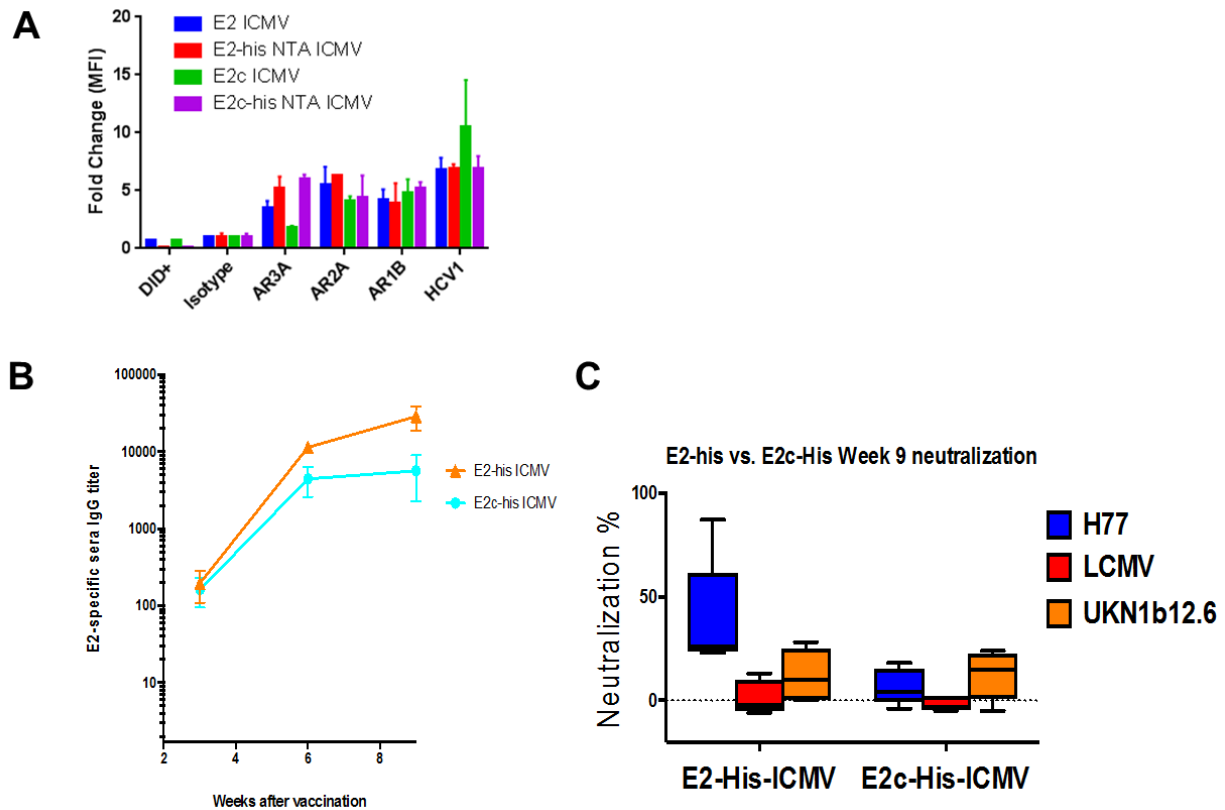 A
Fold Change (MFI)
20
15
10
5
0
E2 ICMV
E2-his NTA ICMV
E2c ICMV
E2c-his NTA ICMV
DID+
Isotype
AR3A
AR2A
AR1B
HCV1
B
E2-specific sera IgG titer
100000
10000
1000
100
10
2
4
6
8
Weeks after vaccination
E2-his ICMV
E2c-his ICMV
C
E2-his vs. E2c-His Week 9 neutralization
Neutralization %
100
50
0
E2-His-ICMV
E2c-His-ICMV
H77
LCMV
UKN1b12.6